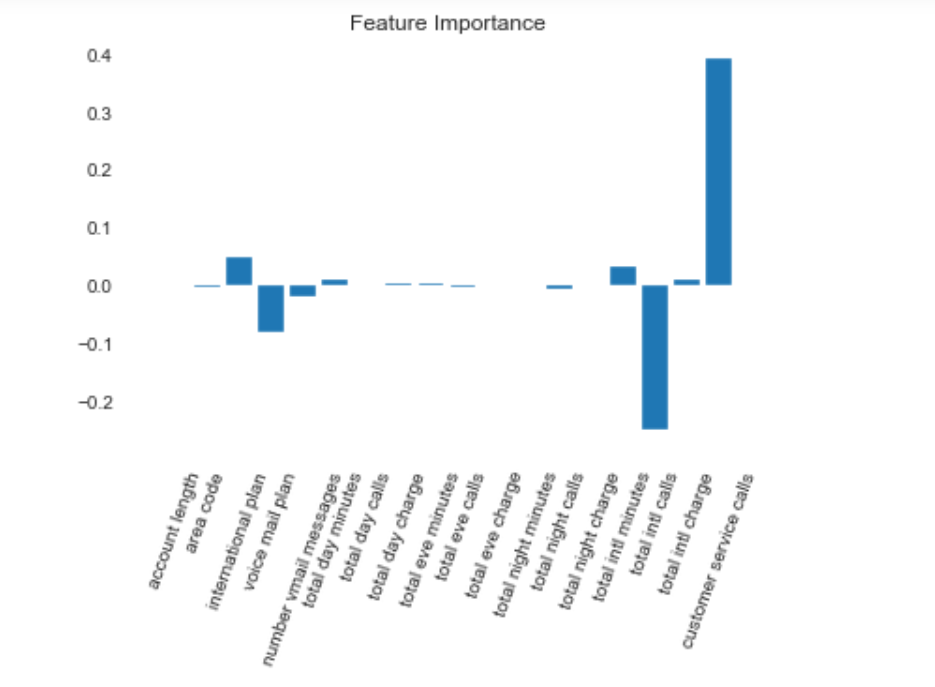 Feature Importance
0.4
0.3
0.2
0.1
0.0
−0.1
−0.2
account length
area code
international plan
voice mail plan
number vmail messages
total day minutes
total day calls
total day charge
total eve minutes
total eve calls
total eve charge
total night minutes
total night calls
total night charge
total intl minutes
total intl calls
total intl charge
customer service calls